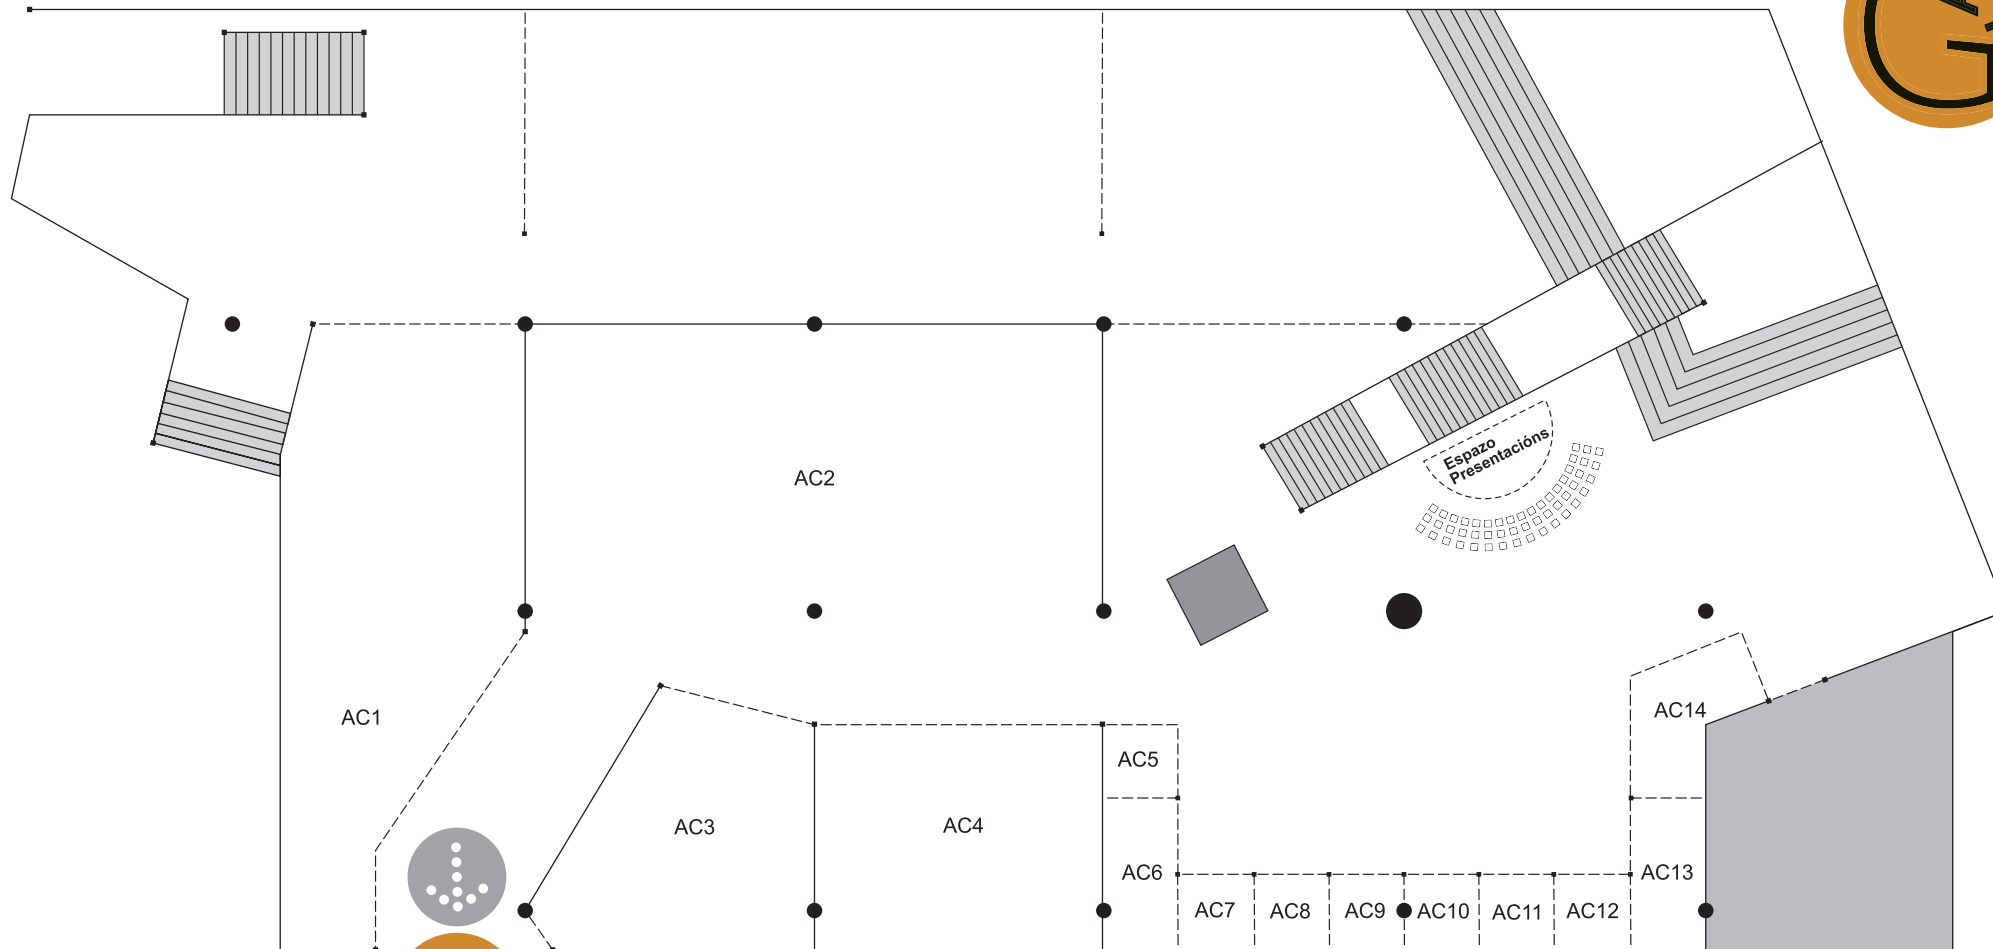 AC2
Espazo
Presentacións
AC1
AC14
AC5
AC3
AC4
AC6
AC13
AC7
AC8
AC9
AC10
AC11
AC12